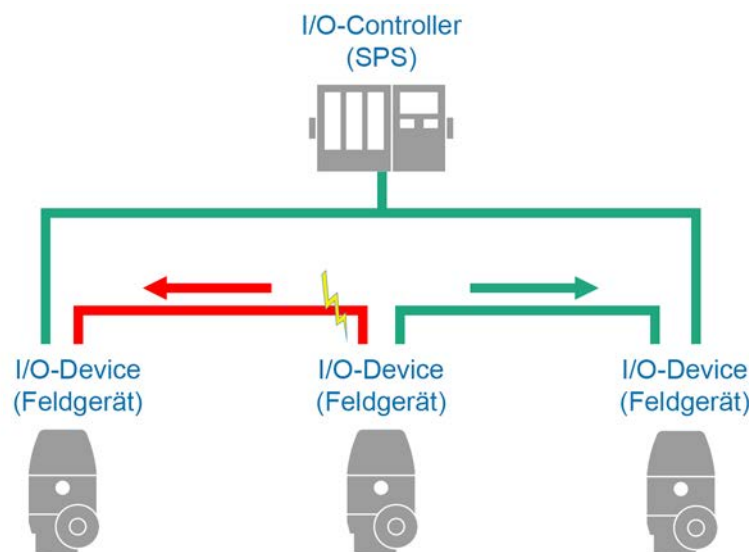 I/O-Controller
(SPS)
I/O-Device
(Feldgerät)
I/O-Device
(Feldgerät)
I/O-Device
(Feldgerät)